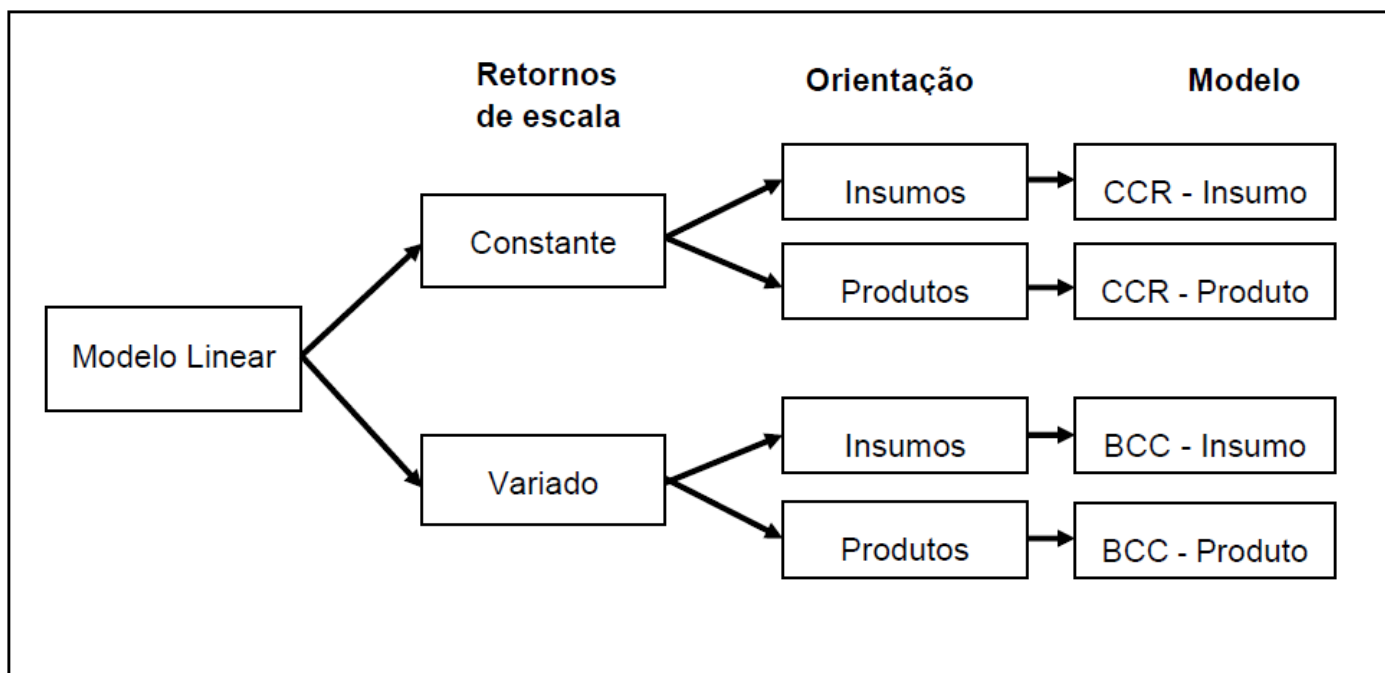 Retornos
de escala
Orientação
Modelo
Insumos
CCR - Insumo
Constante
Produtos
CCR - Produto
Modelo Linear
Insumos
BCC - Insumo
Variado
Produtos
BCC - Produto